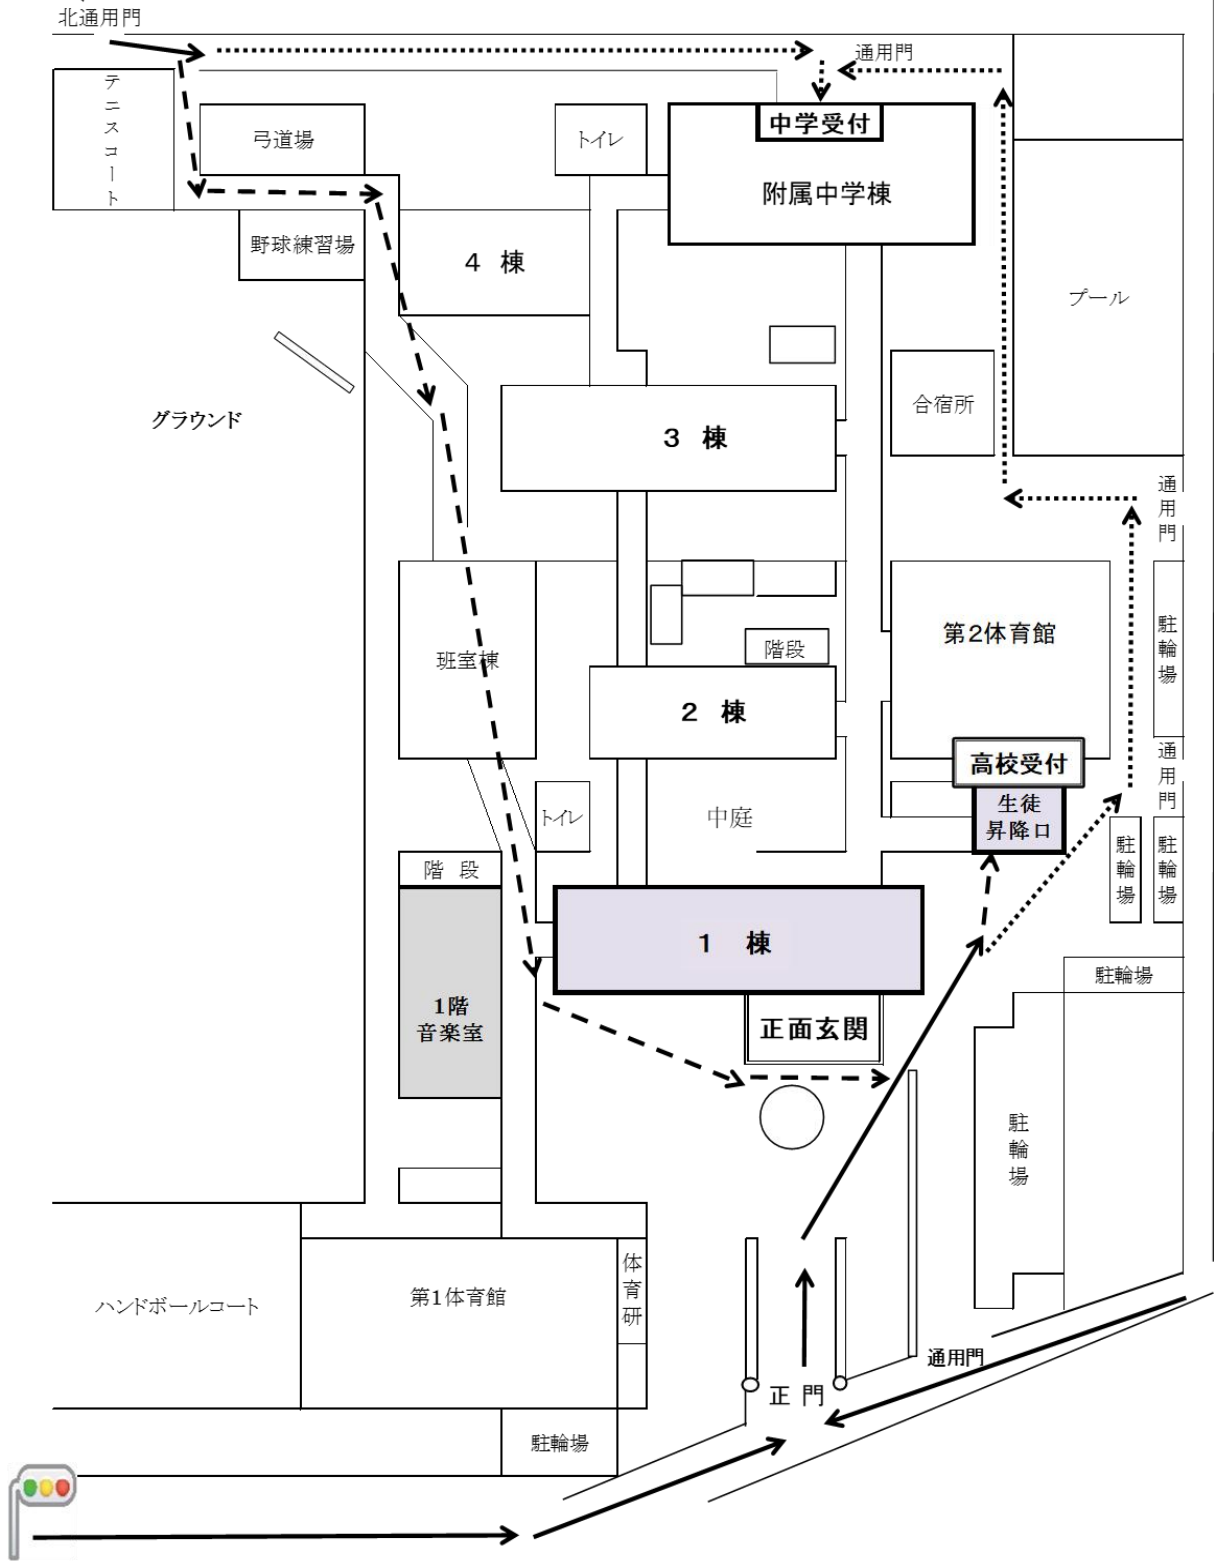 北通用門
通用門
テニスコート
弓道場
トイレ
中学受付
附属中学棟
野球練習場
4 棟
プール
合宿所
グラウンド
3 棟
通用門
第2体育館
駐輪場
階段
班室棟
2 棟
高校受付
通用門
生徒
昇降口
トイレ
中庭
駐輪場
駐輪場
階 段
1 棟
駐輪場
1階
音楽室
正面玄関
駐輪場
体育研
第1体育館
ハンドボールコート
通用門
正 門
駐輪場